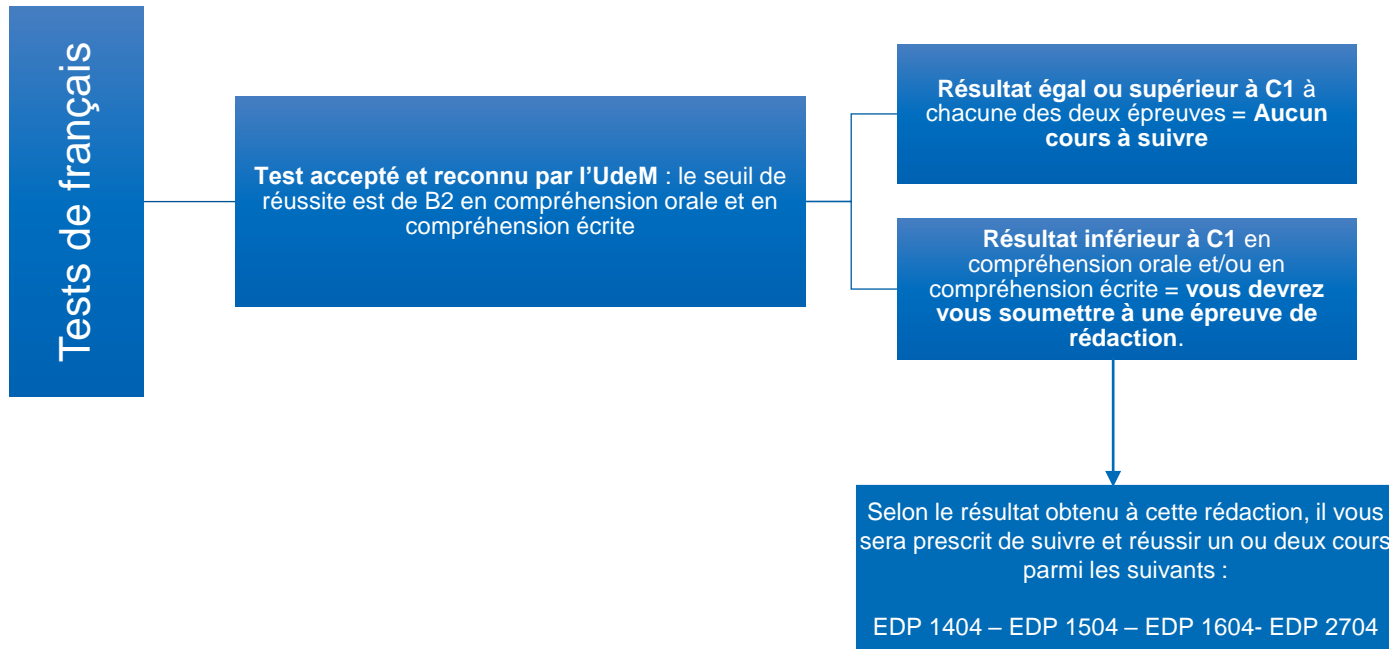 Tests de français
Test accepté et reconnu par l'UdeM : le seuil de
réussite est de B2 en compréhension orale et en
compréhension écrite
Résultat égal ou supérieur à C1 à
chacune des deux épreuves = Aucun
cours à suivre
Résultat inférieur à C1 en
compréhension orale et/ou en
compréhension écrite = vous devrez
vous soumettre à une épreuve de
rédaction.
Selon le résultat obtenu à cette rédaction, il vous
sera prescrit de suivre et réussir un ou deux cours
parmi les suivants :
EDP 1404 – EDP 1504 – EDP 1604- EDP 2704